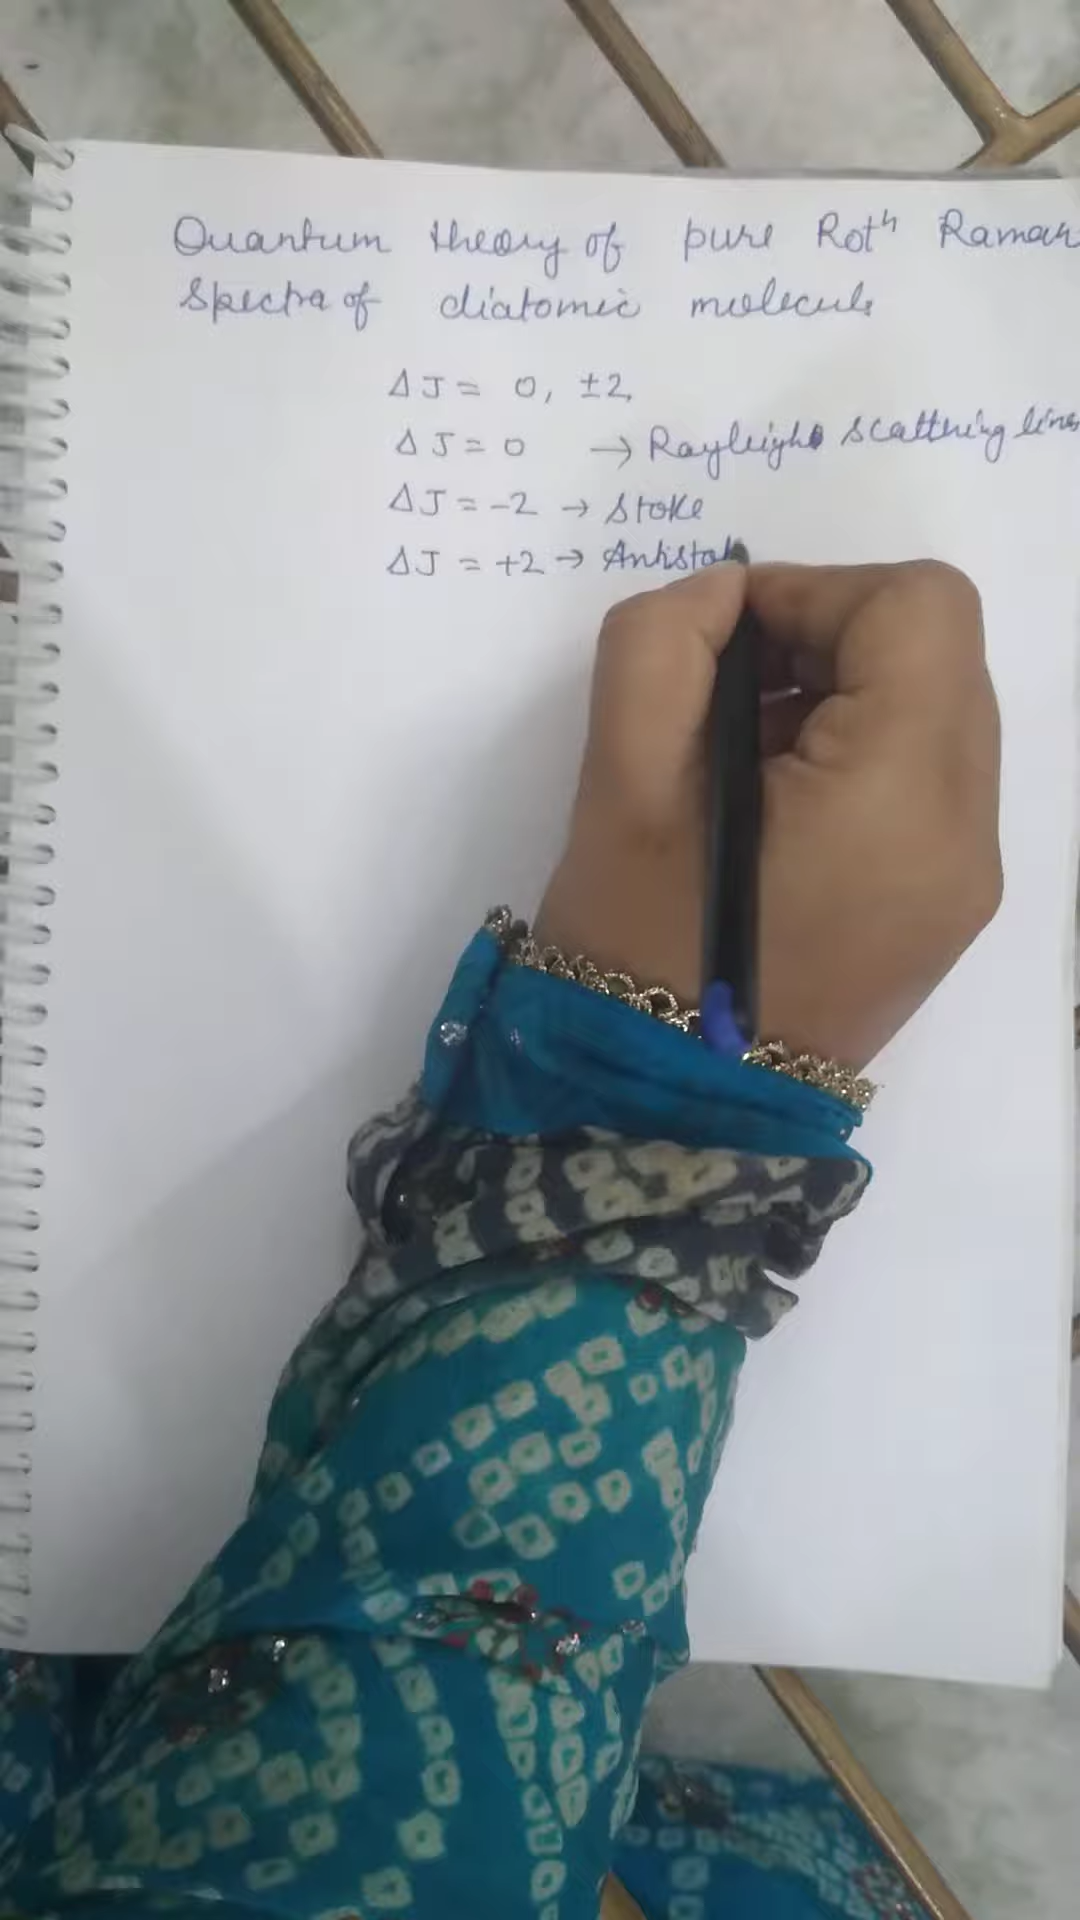 Quantum theory of pure Rotⁿ Raman
Spectra of diatomic molecule
ΔJ = 0, ±2,
ΔJ = 0 → Rayleigh scattering lines
ΔJ = -2 → Stoke
ΔJ = +2 → Antistok